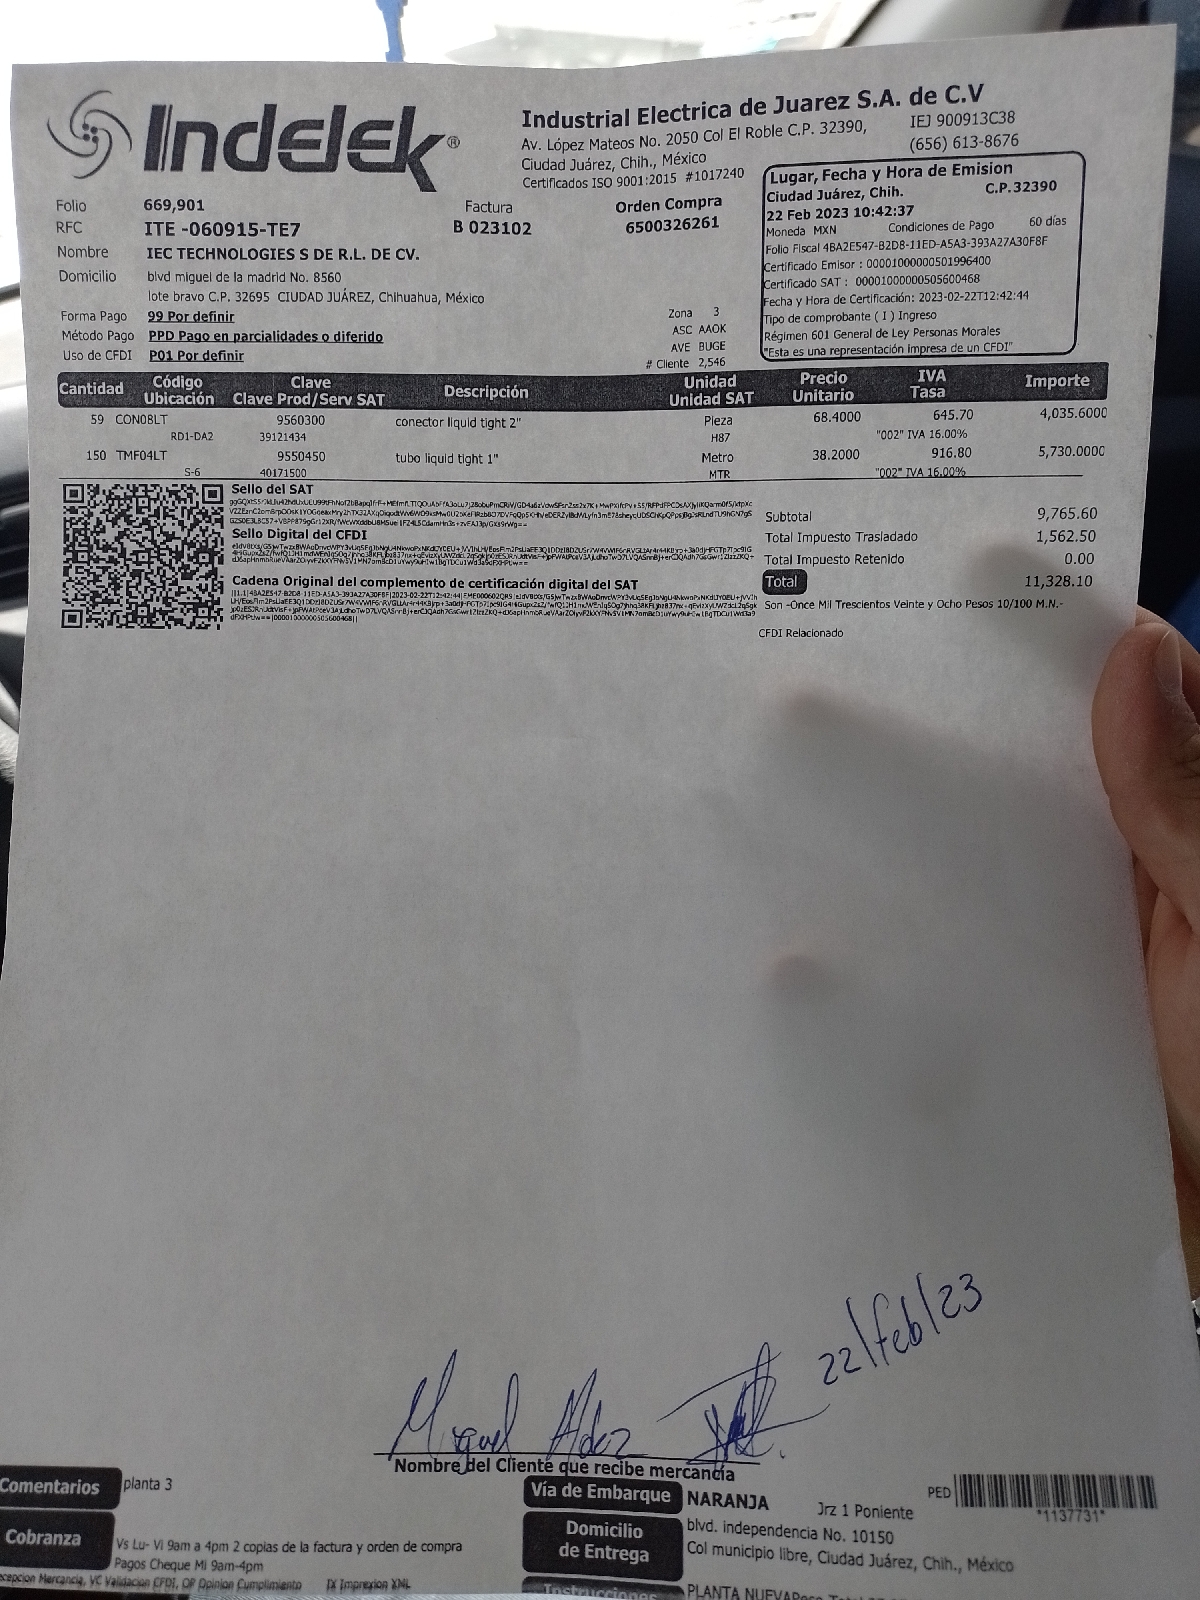 Indelek®
Industrial Electrica de Juarez S.A. de C.V
Av. López Mateos No. 2050 Col El Roble C.P. 32390,
IEJ 900913C38
Ciudad Juárez, Chih., México
(656) 613-8676
Certificados ISO 9001:2015 #1017240
Folio 669,901
Factura
Orden Compra
RFC ITE -060915-TE7
B 023102
6500326261
Nombre IEC TECHNOLOGIES S DE R.L. DE CV.
Domicilio blvd miguel de la madrid No. 8560
lote bravo C.P. 32695 CIUDAD JUÁREZ, Chihuahua, México
Forma Pago 99 Por definir
Método Pago PPD Pago en parcialidades o diferido
Uso de CFDI P01 Por definir
Zona 3
ASC AAOK
AVE BUGE
# Cliente 2,546
Lugar, Fecha y Hora de Emision
Ciudad Juárez, Chih. C.P.32390
22 Feb 2023 10:42:37
Moneda MXN Condiciones de Pago 60 días
Folio Fiscal 4BA2E547-B2D8-11ED-A5A3-393A27A30F8F
Certificado Emisor : 00001000000501996400
Certificado SAT : 00001000000505600468
Fecha y Hora de Certificación: 2023-02-22T12:42:44
Tipo de comprobante ( I ) Ingreso
Régimen 601 General de Ley Personas Morales
"Esta es una representación impresa de un CFDI"
Cantidad Código Clave Descripción Unidad Precio IVA Importe
Ubicación Clave Prod/Serv SAT Unidad SAT Unitario Tasa
59 CON08LT 9560300 conector liquid tight 2" Pieza 68.4000 645.70 4,035.6000
RD1-DA2 39121434 H87 "002" IVA 16.00%
150 TMF04LT 9550450 tubo liquid tight 1" Metro 38.2000 916.80 5,730.0000
S-6 40171500 MTR "002" IVA 16.00%
Sello del SAT
Sello Digital del CFDI
Cadena Original del complemento de certificación digital del SAT
Subtotal 9,765.60
Total Impuesto Trasladado 1,562.50
Total Impuesto Retenido 0.00
Total 11,328.10
Son -Once Mil Trescientos Veinte y Ocho Pesos 10/100 M.N.-
CFDI Relacionado
22/feb/23
Miguel
Nombre del Cliente que recibe mercancía
Comentarios planta 3
Cobranza
Vs Lu- Vi 9am a 4pm 2 copias de la factura y orden de compra
Pagos Cheque Mi 9am-4pm
Mercancia, VC Validacion CFDI, OP Opinion Cumplimiento IX Impresion XML
Vía de Embarque NARANJA Jrz 1 Poniente
PED
*1137731*
Domicilio
de Entrega
blvd. independencia No. 10150
Col municipio libre, Ciudad Juárez, Chih., México
Instrucciones